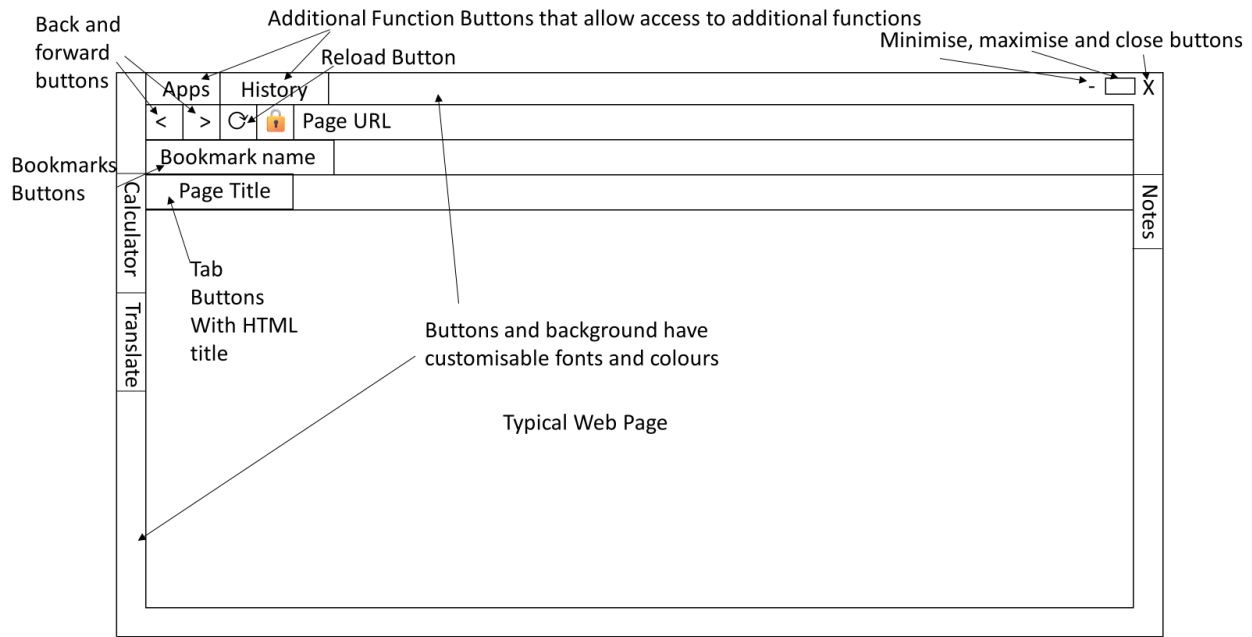 Additional Function Buttons that allow access to additional functions
Back and
forward
buttons
Minimise, maximise and close buttons
Reload Button
Apps
History
-
X
<
>
⟳
🔒
Page URL
Bookmark name
Bookmarks
Buttons
Page Title
Calculator
Translate
Notes
Tab
Buttons
With HTML
title
Buttons and background have
customisable fonts and colours
Typical Web Page